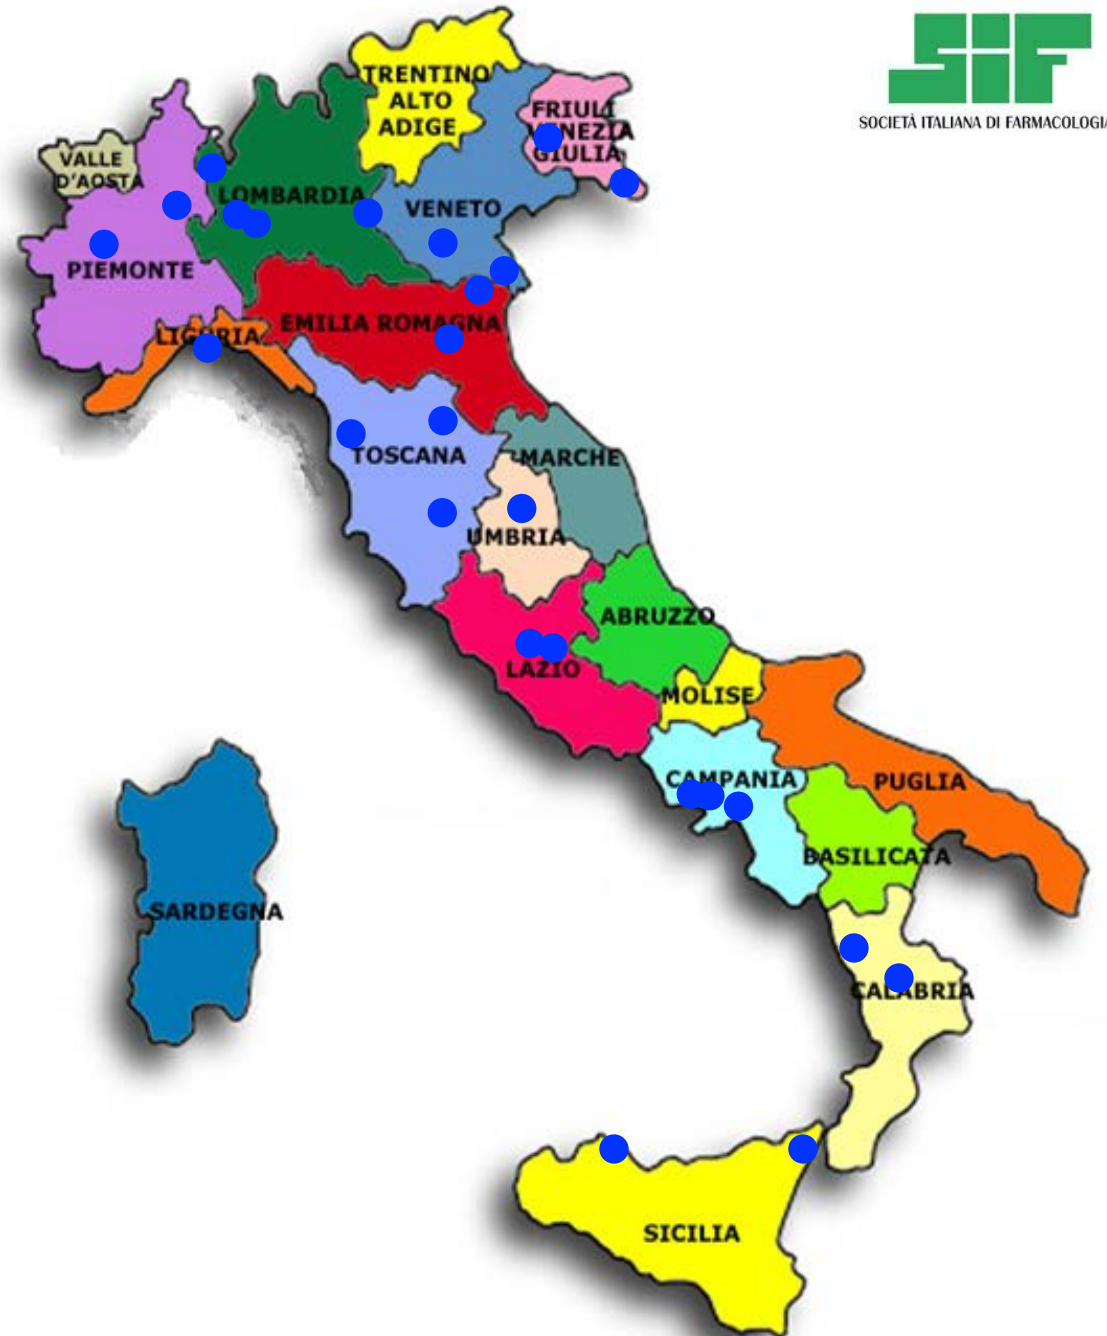 SIF
SOCIETÀ ITALIANA DI FARMACOLOGIA
TRENTINO
ALTO
ADIGE
FRIULI
VENEZIA
GIULIA
VALLE
D'AOSTA
LOMBARDIA
VENETO
PIEMONTE
LIGURIA
EMILIA ROMAGNA
TOSCANA
MARCHE
UMBRIA
ABRUZZO
LAZIO
MOLISE
CAMPANIA
PUGLIA
BASILICATA
SARDEGNA
CALABRIA
SICILIA